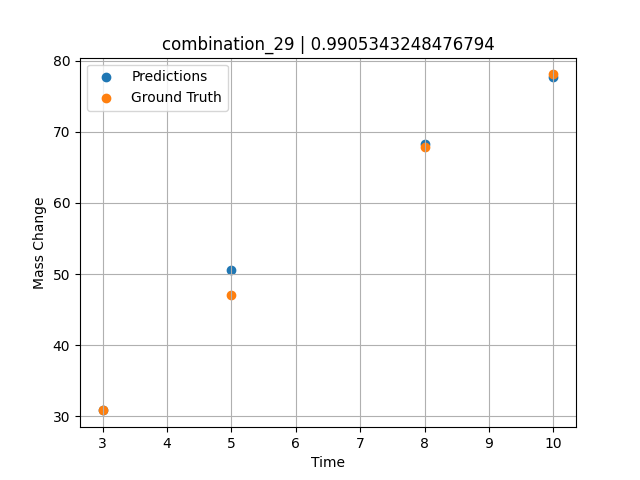 combination_29 | 0.9905343248476794
Predictions
Ground Truth
80
70
60
50
40
30
Mass Change
3 4 5 6 7 8 9 10
Time